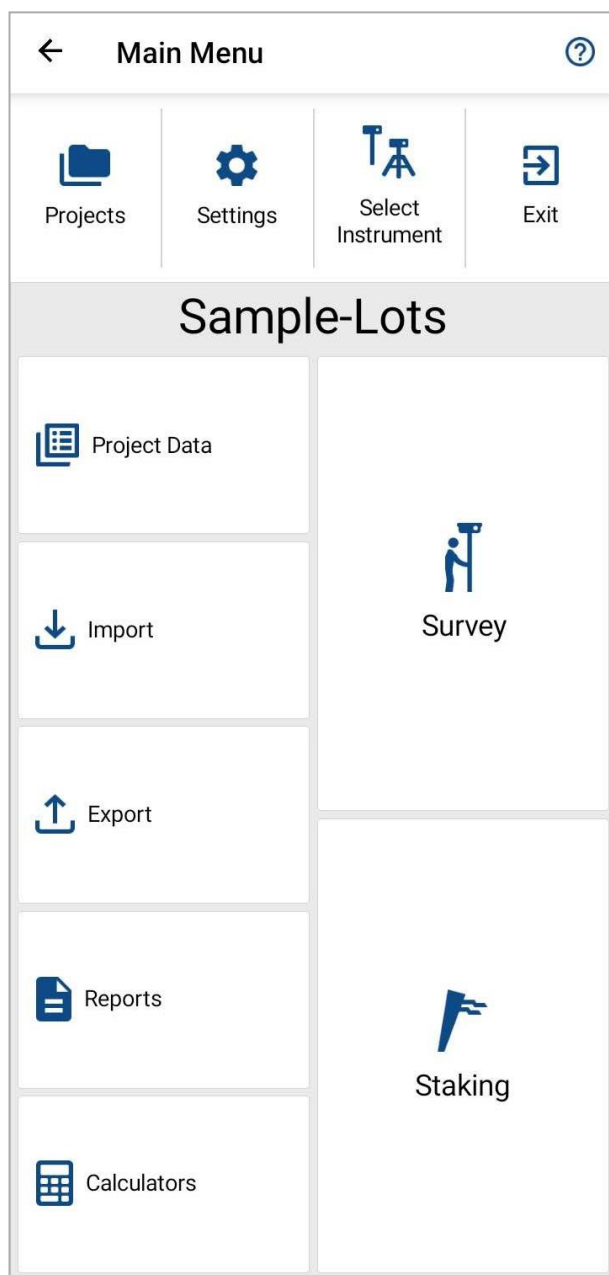 Main Menu
Projects
Settings
Select
Instrument
Exit
Sample-Lots
Project Data
Import
Export
Reports
Calculators
Survey
Staking